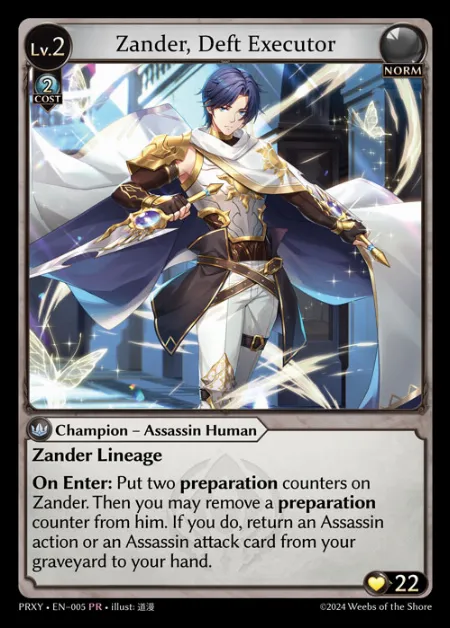 Lv.2
Zander, Deft Executor
NORM
2
COST
Champion – Assassin Human
Zander Lineage
On Enter: Put two preparation counters on
Zander. Then you may remove a preparation
counter from him. If you do, return an Assassin
action or an Assassin attack card from your
graveyard to your hand.
22
PRXY • EN-005 PR • illust: 道漫
©2024 Weebs of the Shore